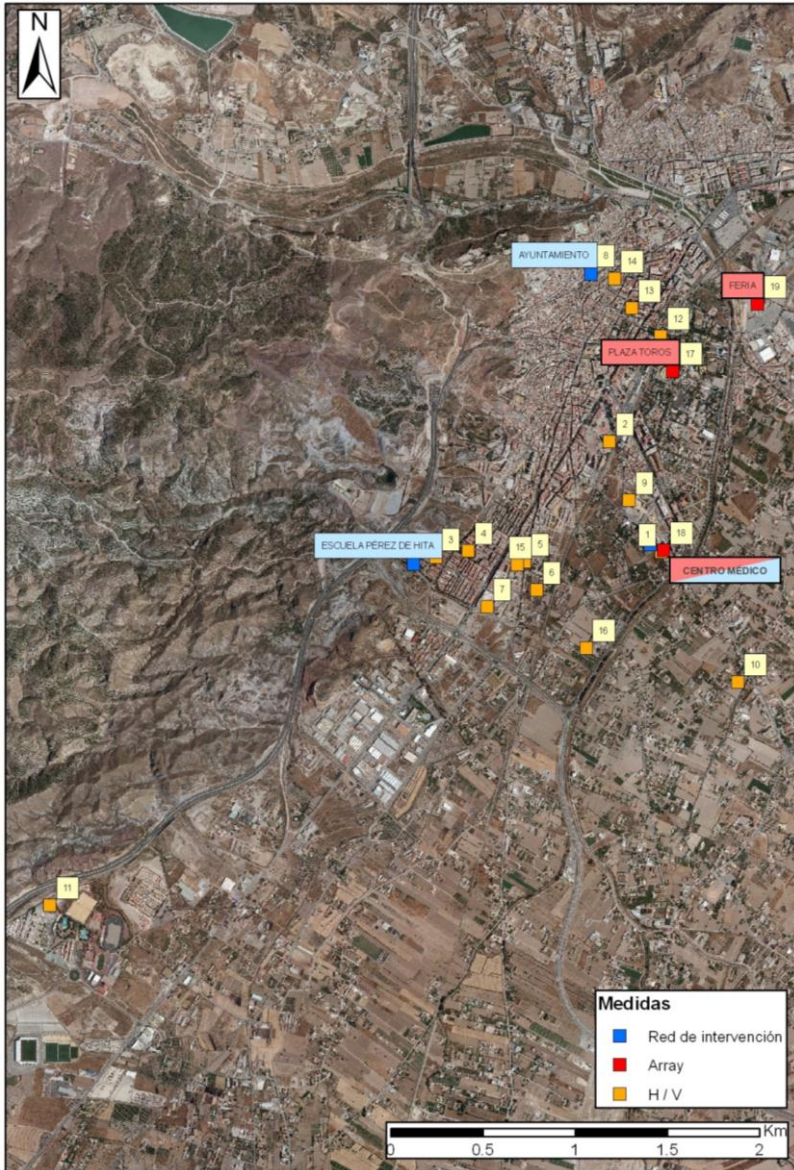 N
AYUNTAMIENTO
8
14
13
FERIA
19
12
PLAZA TOROS
17
2
9
1
18
ESCUELA PÉREZ DE HITA
3
4
15
5
CENTRO MÉDICO
6
7
16
10
11
Medidas
Red de intervención
Array
H / V
Km
0
0.5
1
1.5
2